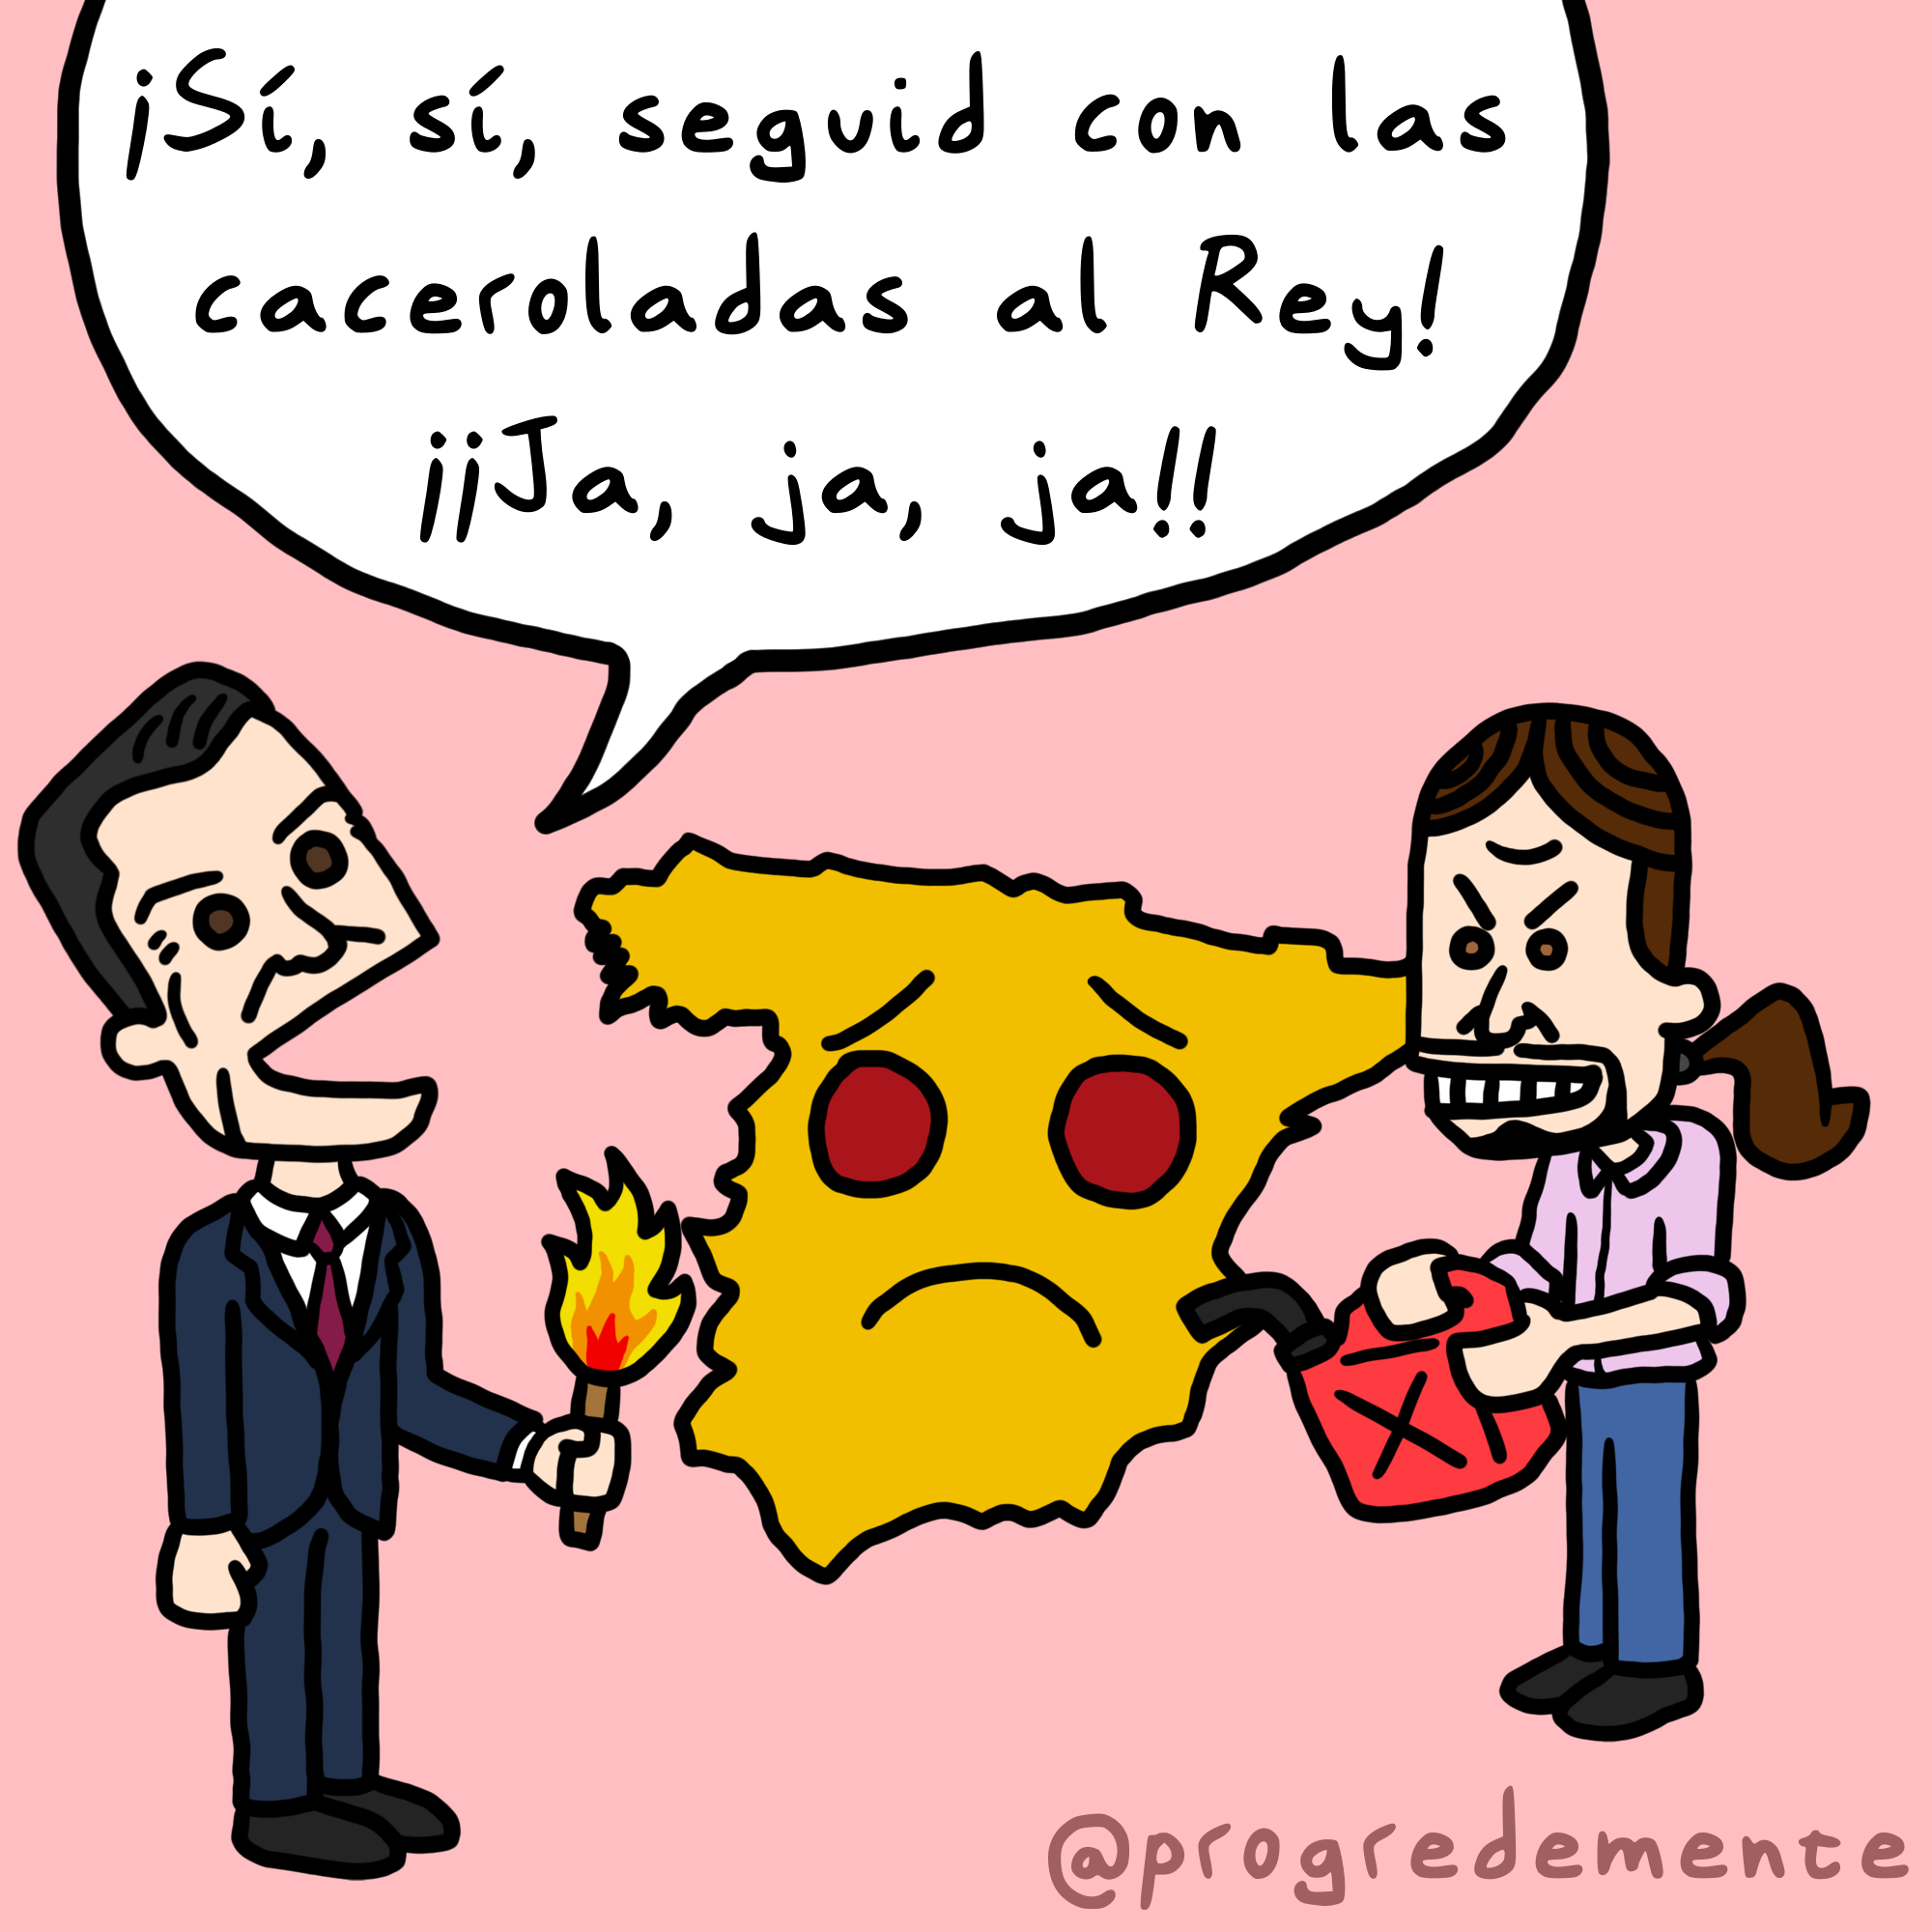 ¡Sí, sí, seguid con las
caceroladas al Rey!
¡¡Ja, ja, ja!!
@progredemente